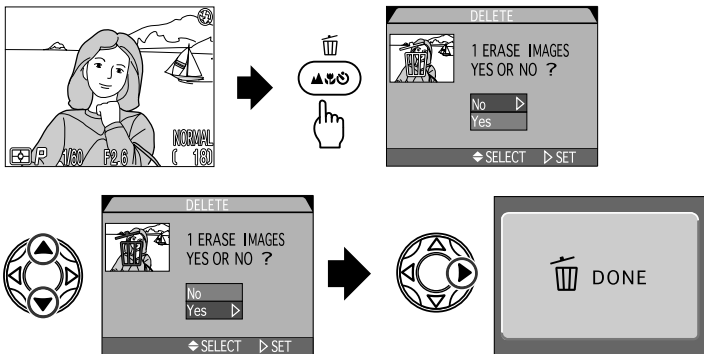 NORMAL
R 1/60 F2.6 [ 18]
DELETE
1 ERASE IMAGES
YES OR NO ?
No
Yes
SELECT SET
DELETE
1 ERASE IMAGES
YES OR NO ?
No
Yes
SELECT SET
DONE